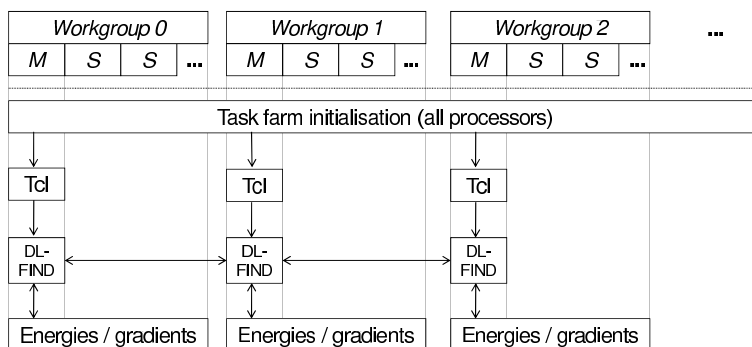 Workgroup 0 Workgroup 1 Workgroup 2 ...
M S S ... M S S ... M S S ...
Task farm initialisation (all processors)
Tcl Tcl Tcl
DL- DL- DL-
FIND FIND FIND
Energies / gradients Energies / gradients Energies / gradients